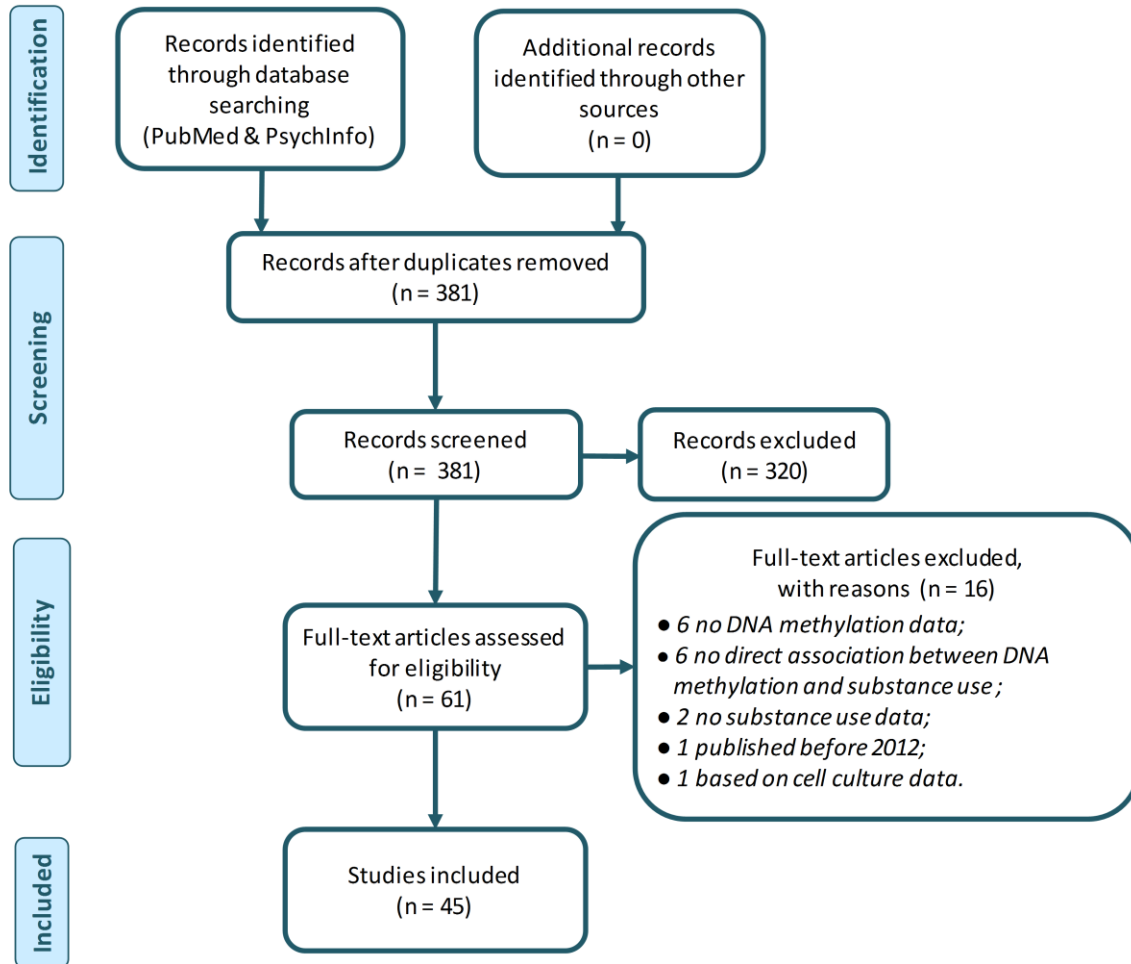 Identification
Records identified
through database
searching
(PubMed & PsychInfo)
Additional records
identified through other
sources
(n = 0)
Screening
Records after duplicates removed
(n = 381)
Records screened
(n = 381)
Records excluded
(n = 320)
Eligibility
Full-text articles assessed
for eligibility
(n = 61)
Full-text articles excluded,
with reasons (n = 16)
● 6 no DNA methylation data;
● 6 no direct association between DNA
methylation and substance use ;
● 2 no substance use data;
● 1 published before 2012;
● 1 based on cell culture data.
Included
Studies included
(n = 45)